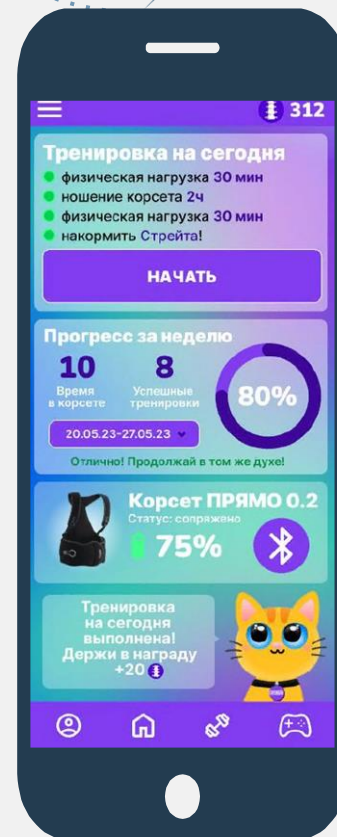 312
Тренировка на сегодня
физическая нагрузка 30 мин
ношение корсета 2ч
физическая нагрузка 30 мин
накормить Стрейта!
НАЧАТЬ
Прогресс за неделю
10
Время
в корсете
8
Успешные
тренировки
80%
20.05.23-27.05.23
Отлично! Продолжай в том же духе!
Корсет ПРЯМО 0.2
Статус: сопряжено
75%
Тренировка
на сегодня
выполнена!
Держи в награду
+20